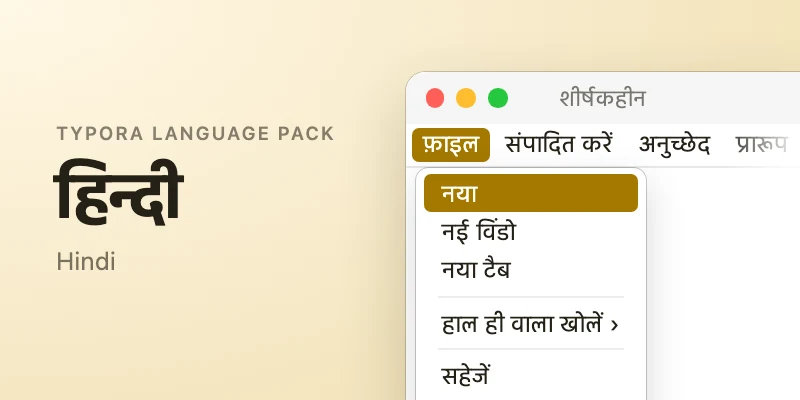 TYPORA LANGUAGE PACK
हिन्दी
Hindi
शीर्षकहीन
फ़ाइल संपादित करें अनुच्छेद प्रारूप
नया
नई विंडो
नया टैब
हाल ही वाला खोलें ›
सहेजें